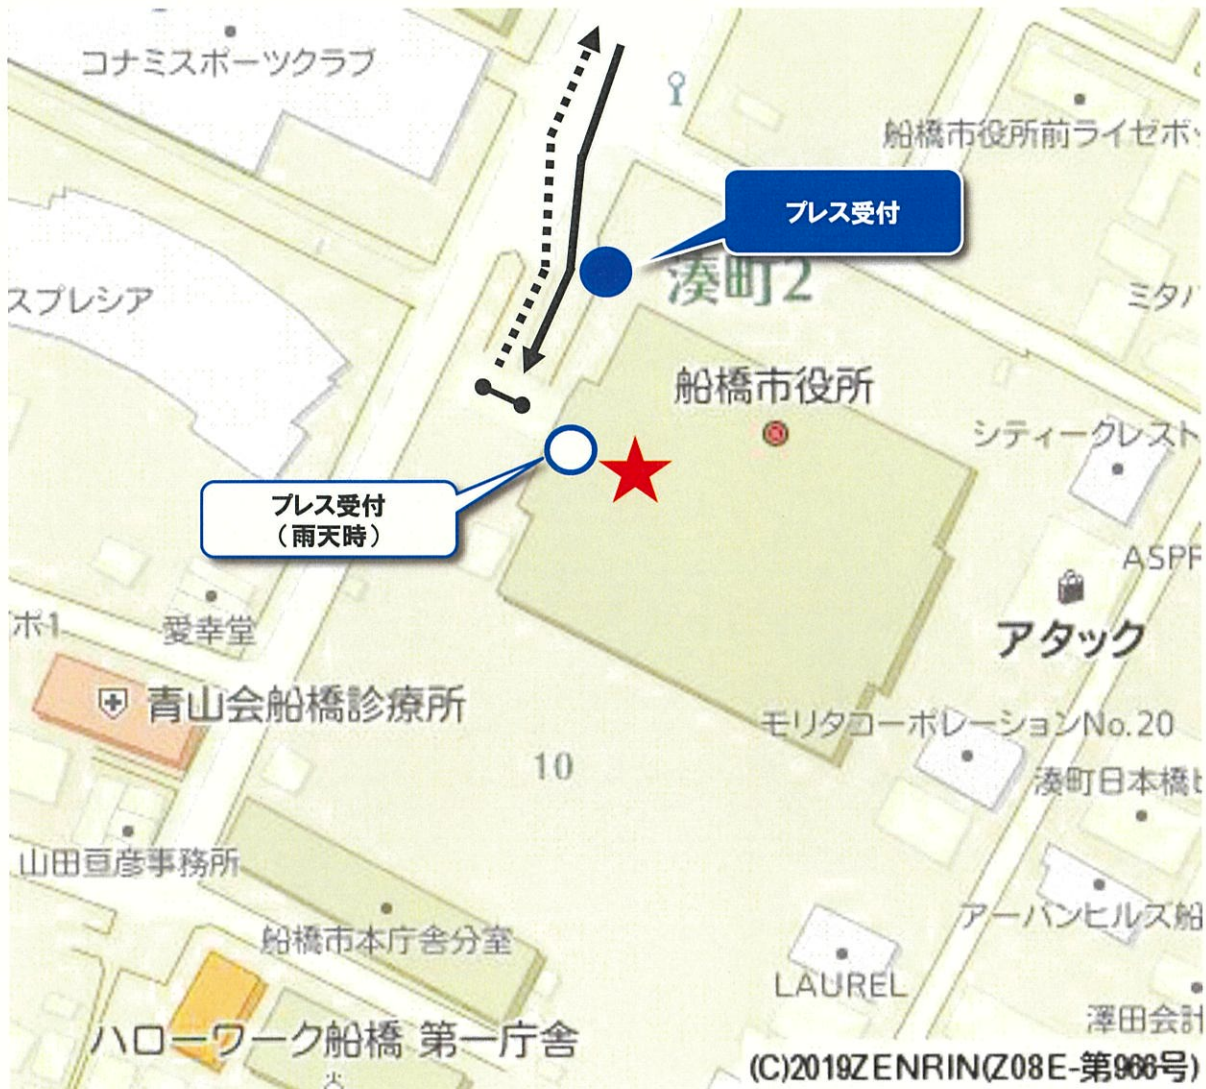 コナミスポーツクラブ
船橋市役所前ライゼボ
プレス受付
湊町2
スプレシア
ミタ
船橋市役所
シティークレスト
プレス受付
（雨天時）
ASPF
ポ1
愛幸堂
アタック
青山会船橋診療所
モリタコーポレーションNo.20
10
湊町日本橋ヒ
山田亘彦事務所
アーバンヒルズ船
船橋市本庁舎分室
LAUREL
澤田会計
ハローワーク船橋 第一庁舎
(C)2019ZENRIN(Z08E-第966号)